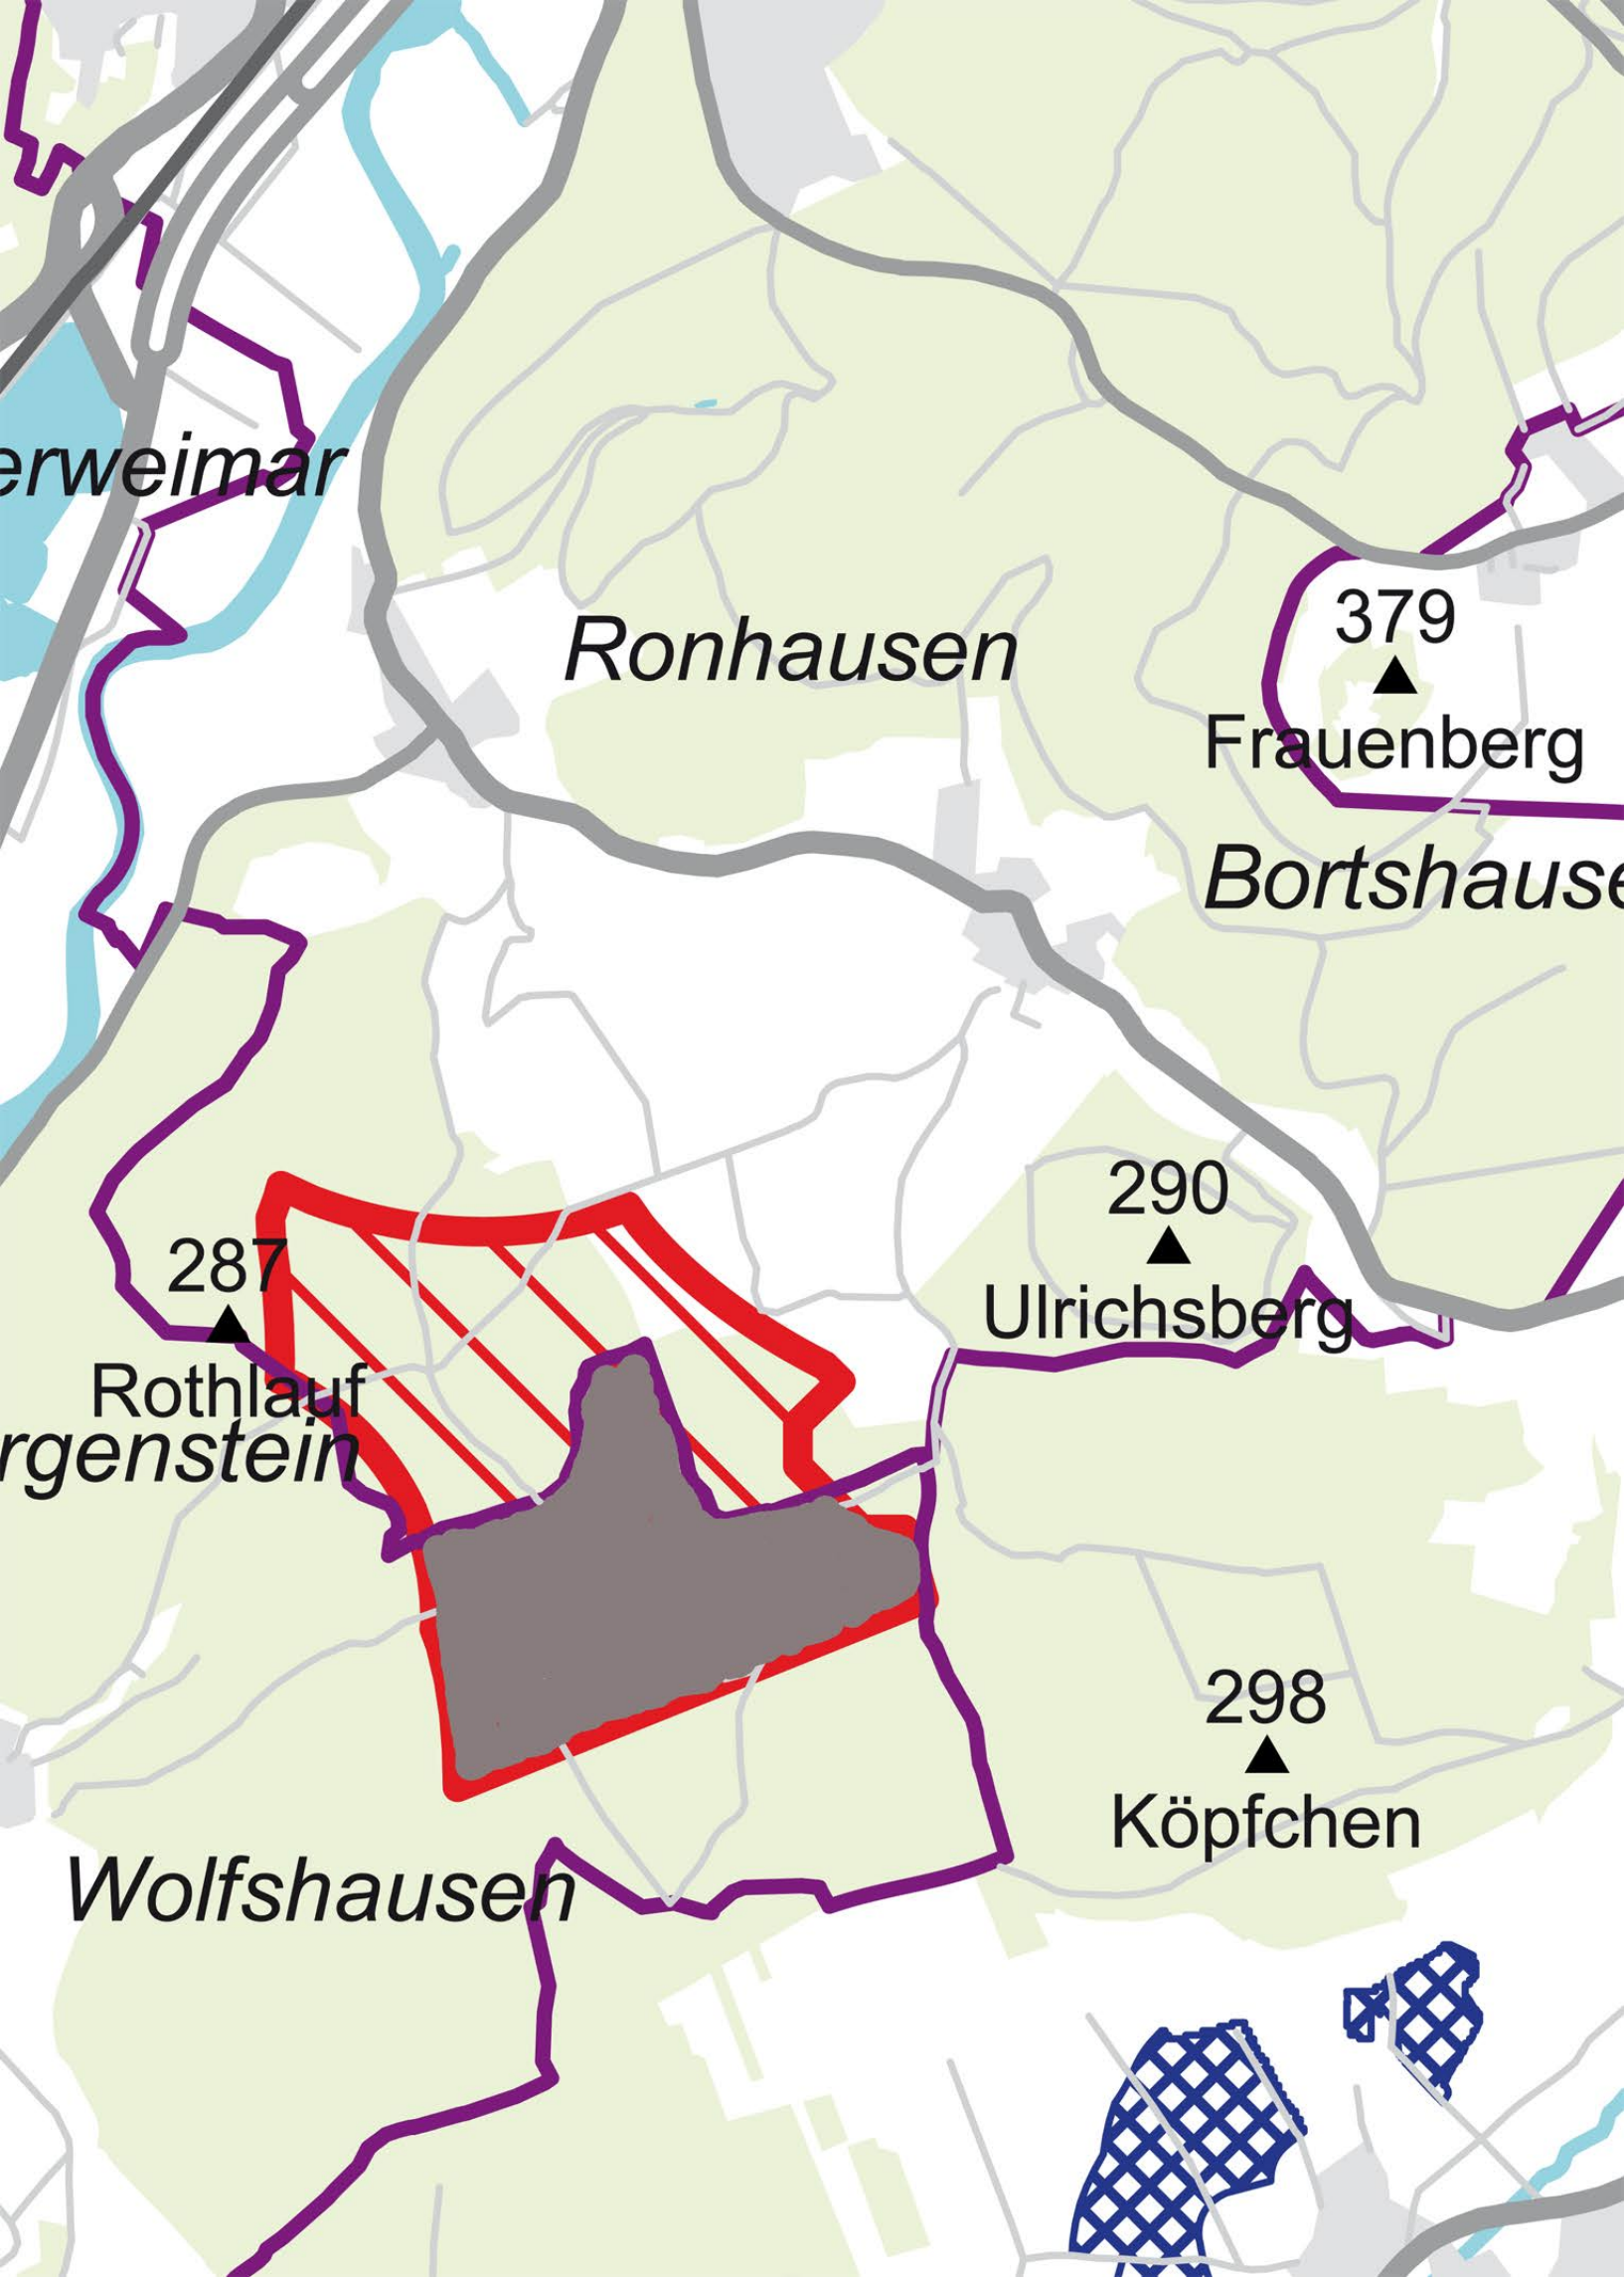 erweimar
Ronhausen
379
Frauenberg
Bortshause
290
Ulrichsberg
287
Rothlauf
rgenstein
298
Köpfchen
Wolfshausen